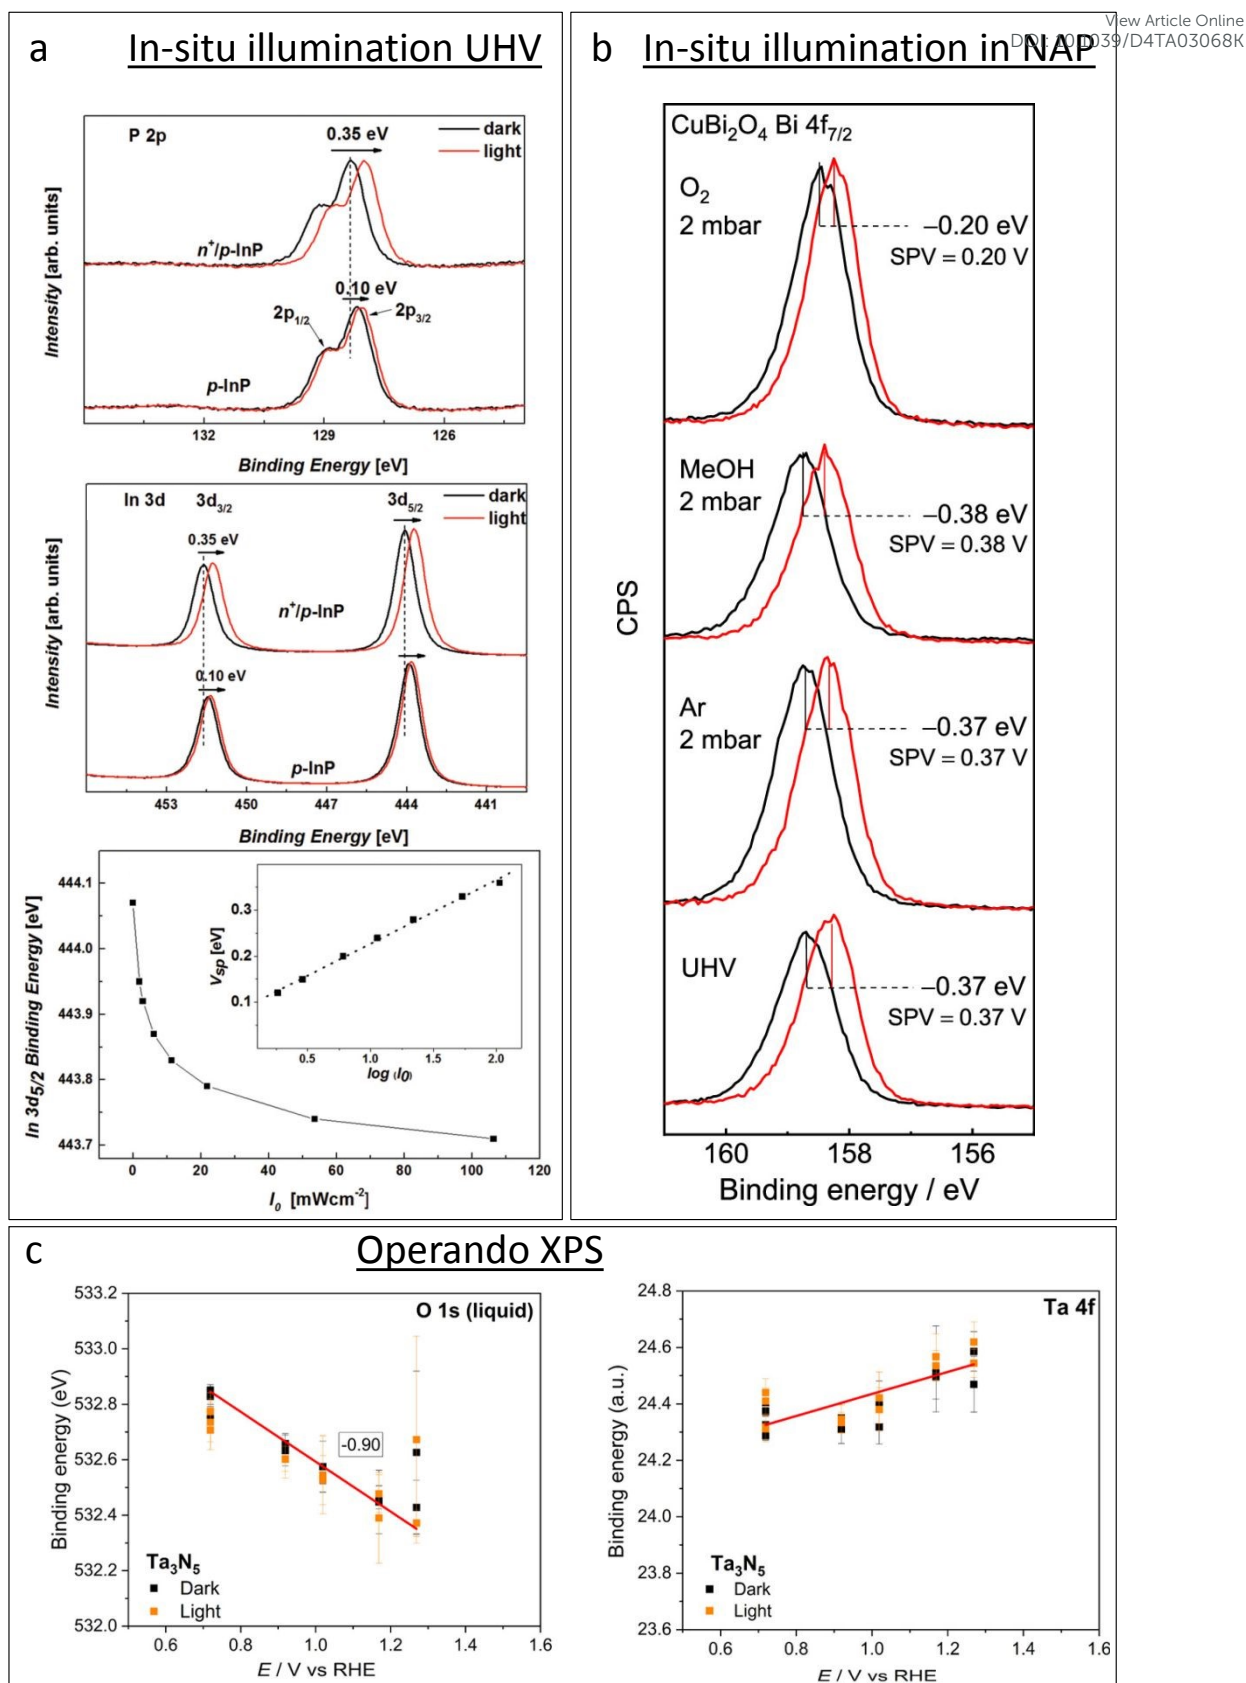 View Article Online
DOI: 10.1039/D4TA03068K
a In-situ illumination UHV
P 2p
0.35 eV
dark
light
n⁺/p-InP
0.10 eV
2p₁/₂
2p₃/₂
p-InP
Intensity [arb. units]
132 129 126
Binding Energy [eV]
In 3d
3d₃/₂
3d₅/₂
dark
light
0.35 eV
n⁺/p-InP
0.10 eV
p-InP
Intensity [arb. units]
453 450 447 444 441
Binding Energy [eV]
In 3d5/2 Binding Energy [eV]
444.1
444.0
443.9
443.8
443.7
0 20 40 60 80 100 120
I₀ [mWcm⁻²]
Vsp [eV]
0.3
0.2
0.1
0.5 1.0 1.5 2.0
log (I₀)
b In-situ illumination in NAP
CuBi₂O₄ Bi 4f₇/₂
O₂
2 mbar
−0.20 eV
SPV = 0.20 V
MeOH
2 mbar
−0.38 eV
SPV = 0.38 V
Ar
2 mbar
−0.37 eV
SPV = 0.37 V
UHV
−0.37 eV
SPV = 0.37 V
CPS
160 158 156
Binding energy / eV
c Operando XPS
O 1s (liquid)
533.2
533.0
532.8
532.6
532.4
532.2
532.0
Binding energy (eV)
-0.90
Ta₃N₅
Dark
Light
0.6 0.8 1.0 1.2 1.4 1.6
E / V vs RHE
Ta 4f
24.8
24.6
24.4
24.2
24.0
23.8
23.6
Binding energy (a.u.)
Ta₃N₅
Dark
Light
0.6 0.8 1.0 1.2 1.4 1.6
E / V vs RHE